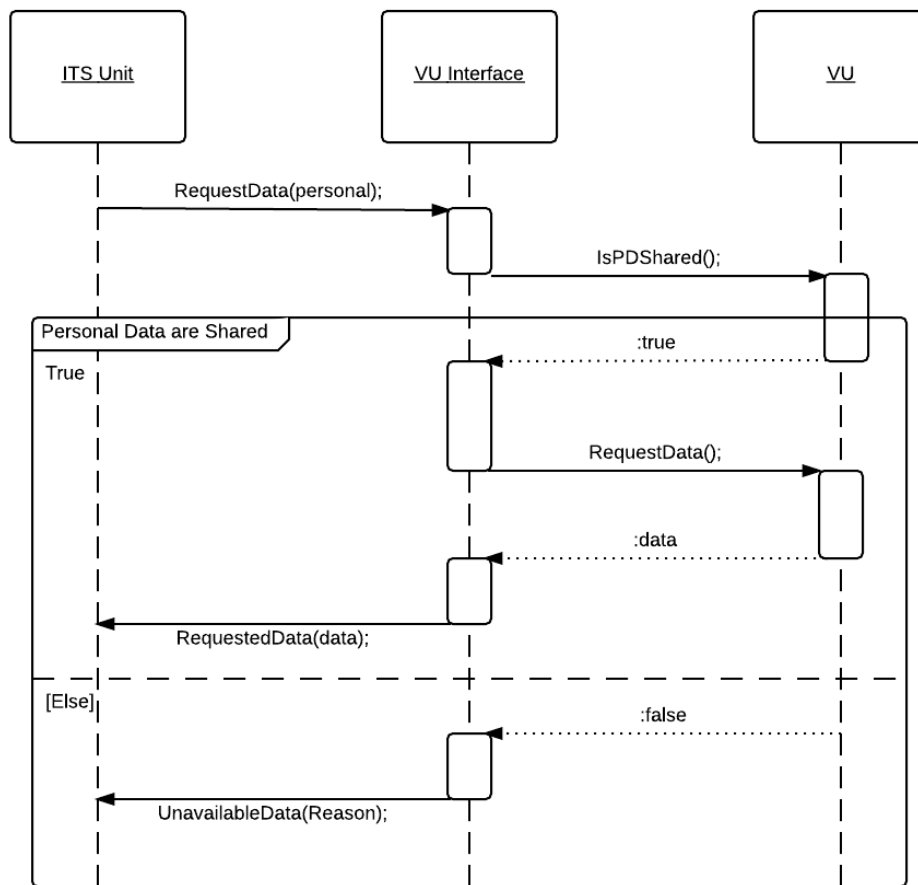 ITS Unit
VU Interface
VU
RequestData(personal);
IsPDShared();
Personal Data are Shared
:true
True
RequestData();
:data
RequestedData(data);
[Else]
:false
UnavailableData(Reason);